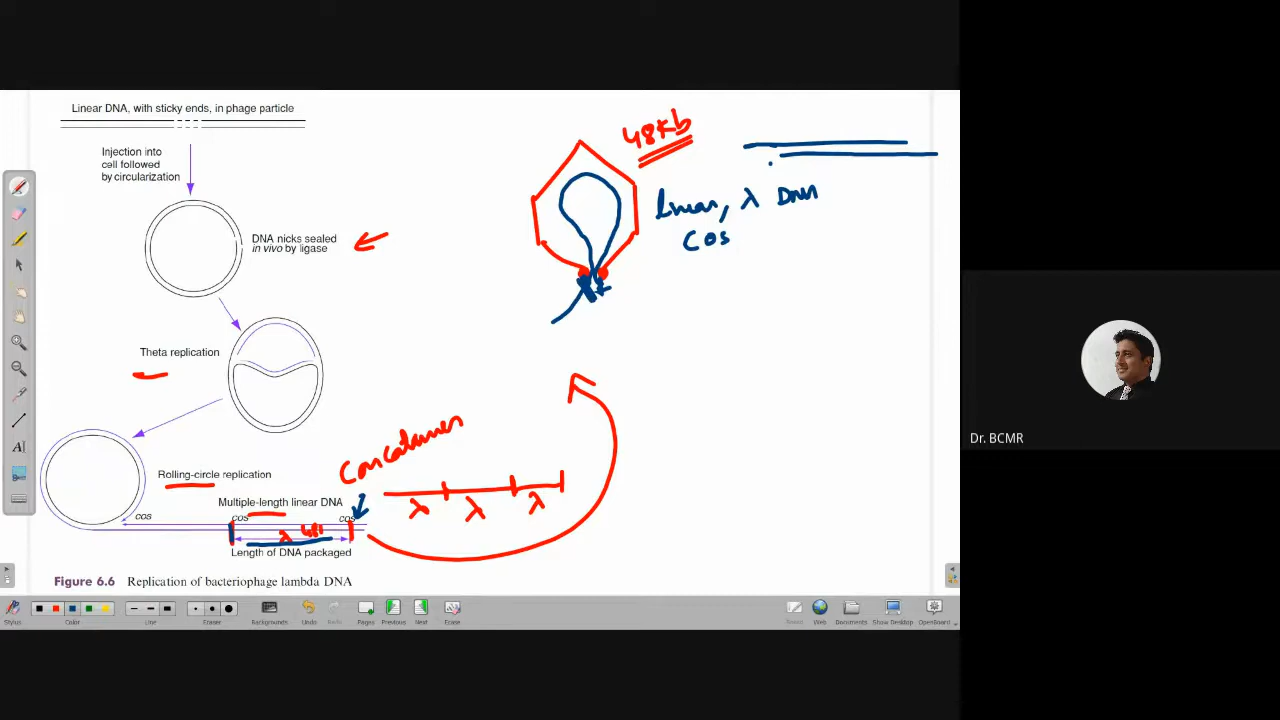 Linear DNA, with sticky ends, in phage particle
Injection into
cell followed
by circularization
DNA nicks sealed
in vivo by ligase
Theta replication
Rolling-circle replication
Multiple-length linear DNA
cos
cos
cos
Length of DNA packaged
Figure 6.6 Replication of bacteriophage lambda DNA
48Kb
Linear, λ DNA
Cos
Concatamer
λ λ λ
λ
Dr. BCMR
Stylus
Color
Line
Eraser
Backgrounds
Undo
Redo
Pages
Previous
Next
Erase
Board
Web
Documents
Show Desktop
OpenBoard